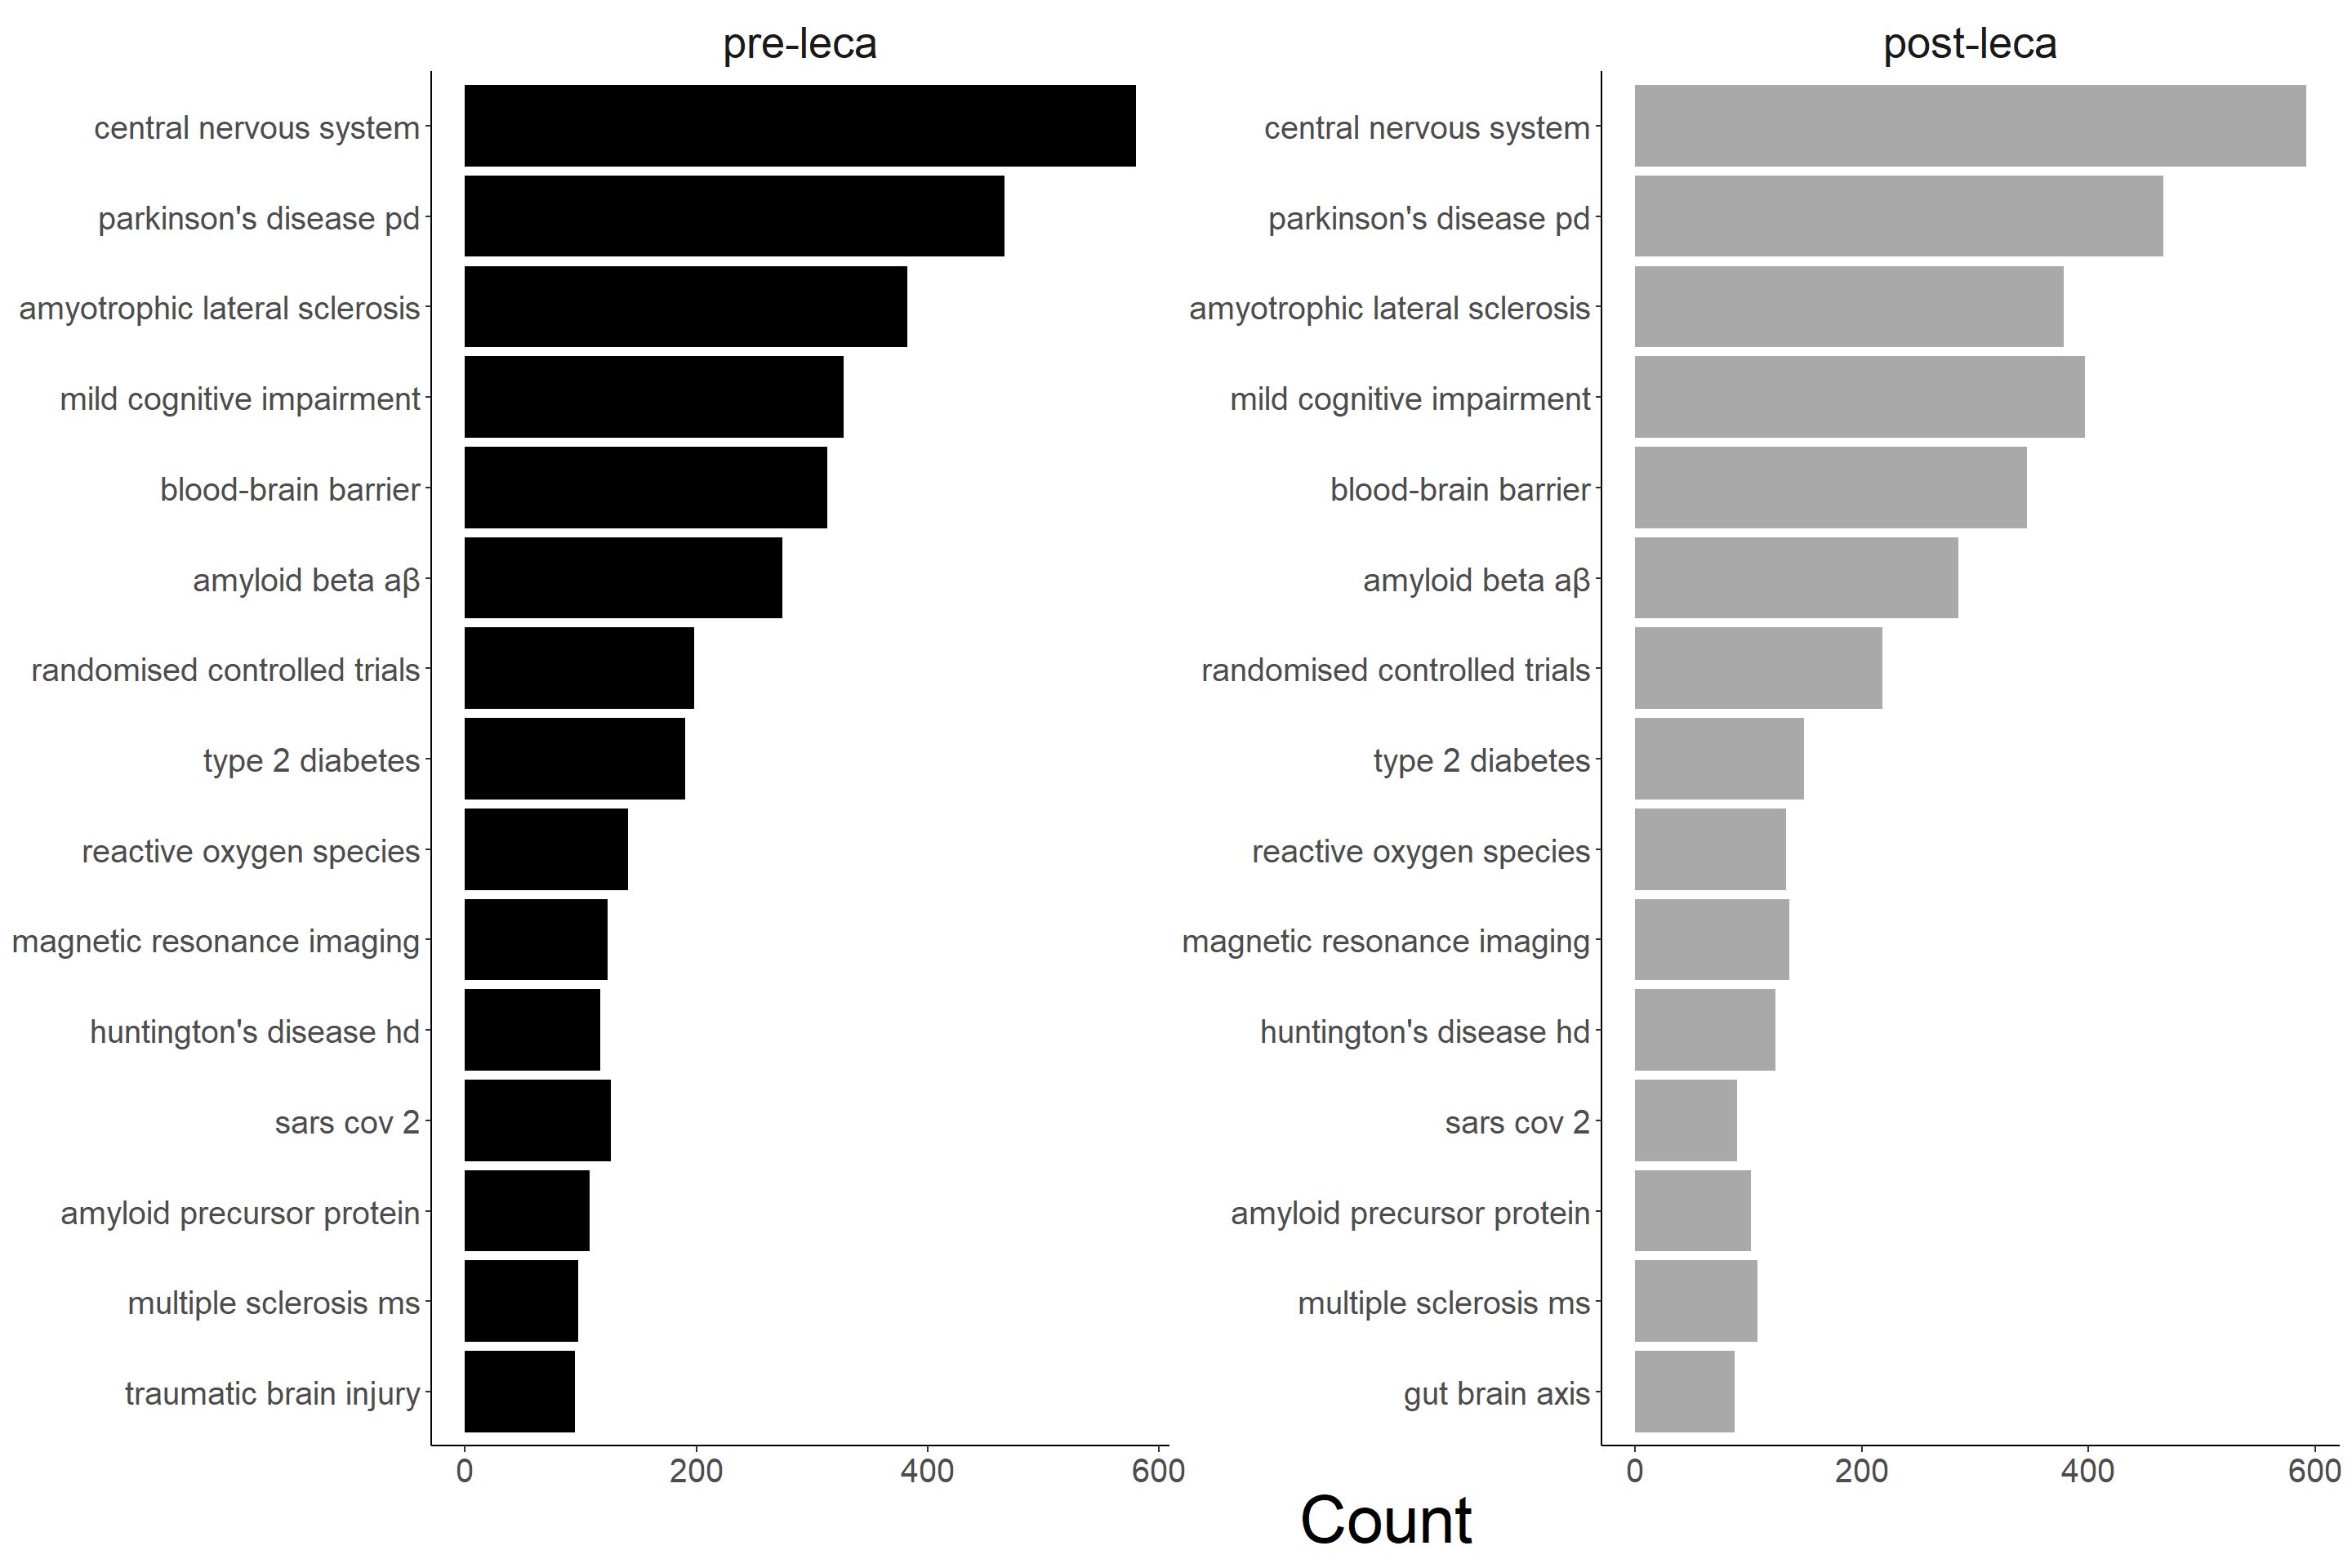 pre-leca
central nervous system
parkinson's disease pd
amyotrophic lateral sclerosis
mild cognitive impairment
blood-brain barrier
amyloid beta aβ
randomised controlled trials
type 2 diabetes
reactive oxygen species
magnetic resonance imaging
huntington's disease hd
sars cov 2
amyloid precursor protein
multiple sclerosis ms
traumatic brain injury
0 200 400 600
post-leca
central nervous system
parkinson's disease pd
amyotrophic lateral sclerosis
mild cognitive impairment
blood-brain barrier
amyloid beta aβ
randomised controlled trials
type 2 diabetes
reactive oxygen species
magnetic resonance imaging
huntington's disease hd
sars cov 2
amyloid precursor protein
multiple sclerosis ms
gut brain axis
0 200 400 600
Count